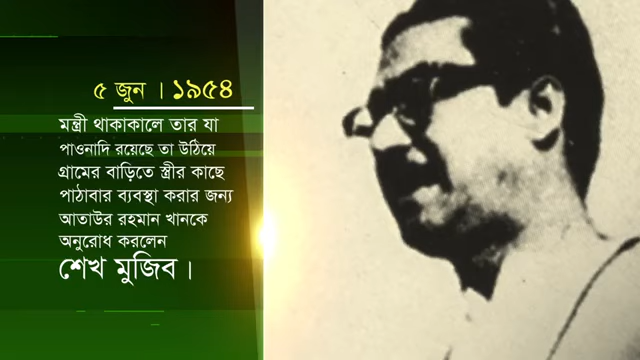 ৫ জুন । ১৯৫৪
মন্ত্রী থাকাকালে তার যা
পাওনাদি রয়েছে তা উঠিয়ে
গ্রামের বাড়িতে স্ত্রীর কাছে
পাঠাবার ব্যবস্থা করার জন্য
আতাউর রহমান খানকে
অনুরোধ করলেন
শেখ মুজিব।